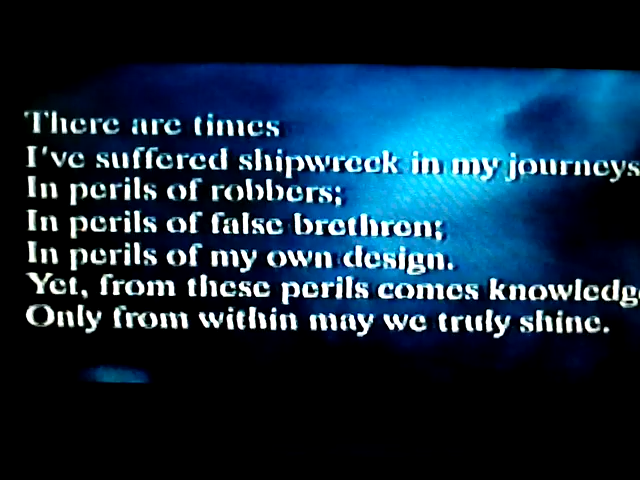 There are times
I've suffered shipwreck in my journeys
In perils of robbers;
In perils of false brethren;
In perils of my own design.
Yet, from these perils comes knowledge
Only from within may we truly shine.